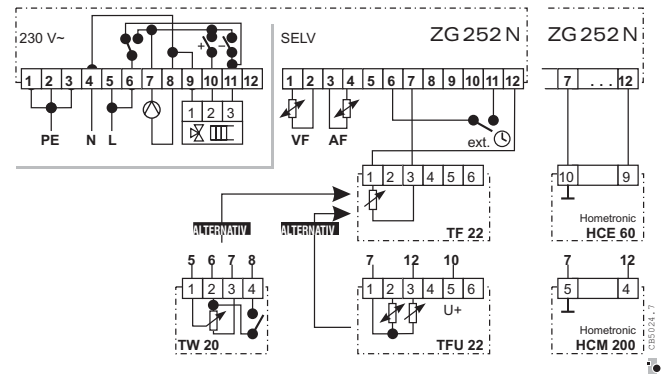 230 V~ SELV ZG 252 N ZG 252 N
+ −
1 2 3 4 5 6 7 8 9 10 11 12
1 2 3 4 5 6 7 8 9 10 11 12
7 . . . 12
1 2 3
PE N L
VF AF ext.
1 2 3 4 5 6
10 9
TF 22
Hometronic
HCE 60
ALTERNATIV ALTERNATIV
5 6 7 8
7 12 10
7 12
1 2 3 4
1 2 3 4 5 6
5 4
U+
TW 20
TFU 22
Hometronic
HCM 200
CB5024.7